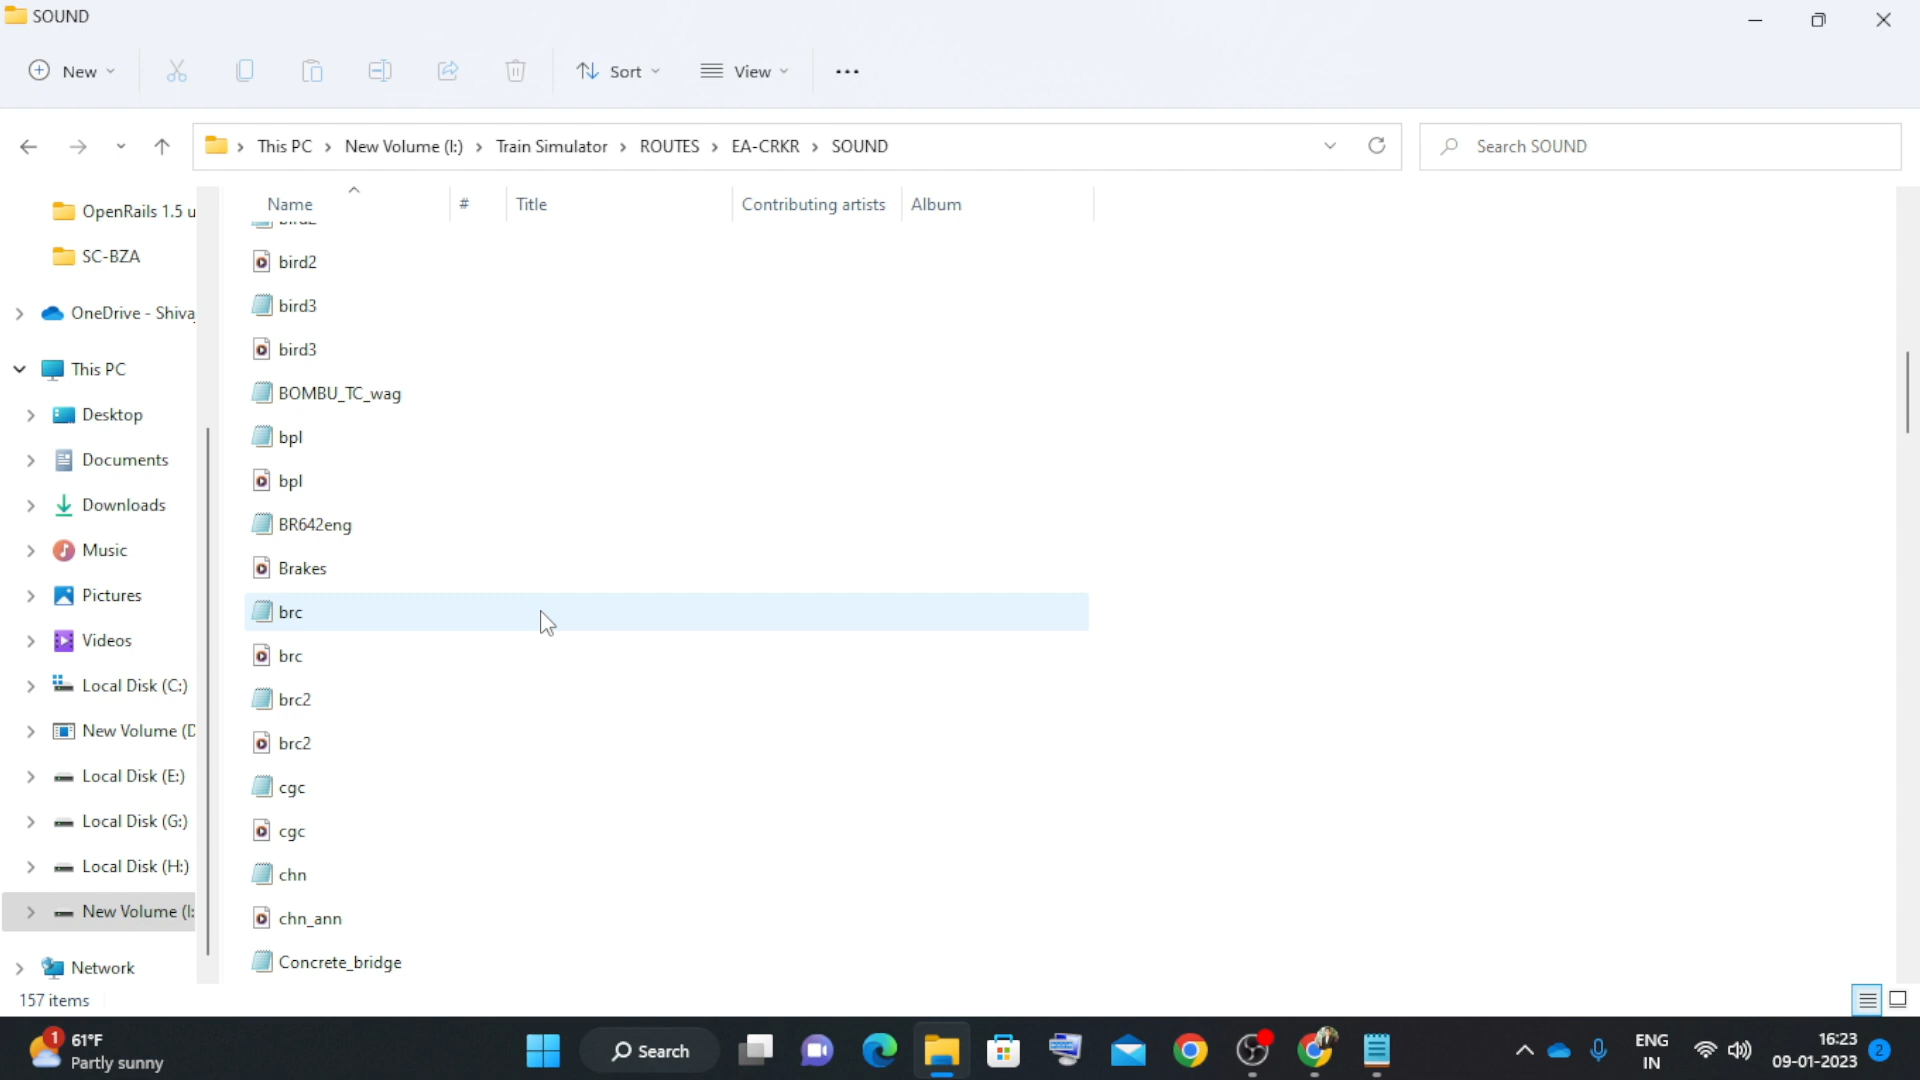 SOUND
New
Sort
View
This PC › New Volume (I:) › Train Simulator › ROUTES › EA-CRKR › SOUND
Search SOUND
Name # Title Contributing artists Album
OpenRails 1.5 u
SC-BZA
OneDrive - Shivaj
This PC
Desktop
Documents
Downloads
Music
Pictures
Videos
Local Disk (C:)
New Volume (D
Local Disk (E:)
Local Disk (G:)
Local Disk (H:)
New Volume (I:
Network
bird2
bird3
bird3
BOMBU_TC_wag
bpl
bpl
BR642eng
Brakes
brc
brc
brc2
brc2
cgc
cgc
chn
chn_ann
Concrete_bridge
157 items
1
61°F
Partly sunny
Search
ENG
IN
16:23
09-01-2023
2